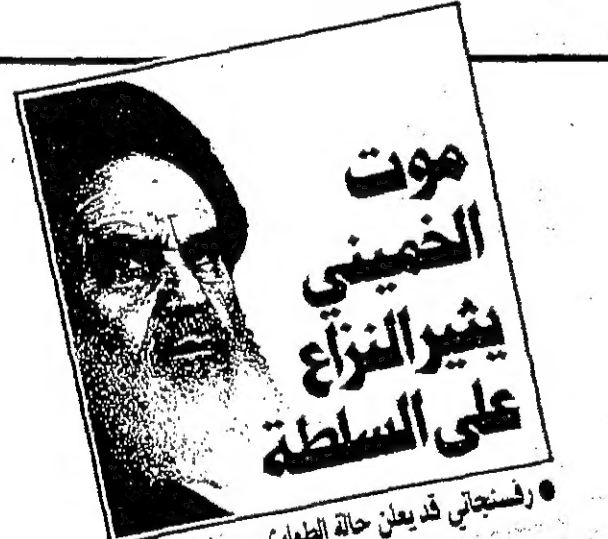 موت
الخميني
يثير النزاع
على السلطة
● رفسنجاني قد يعلن حالة الطوارئ